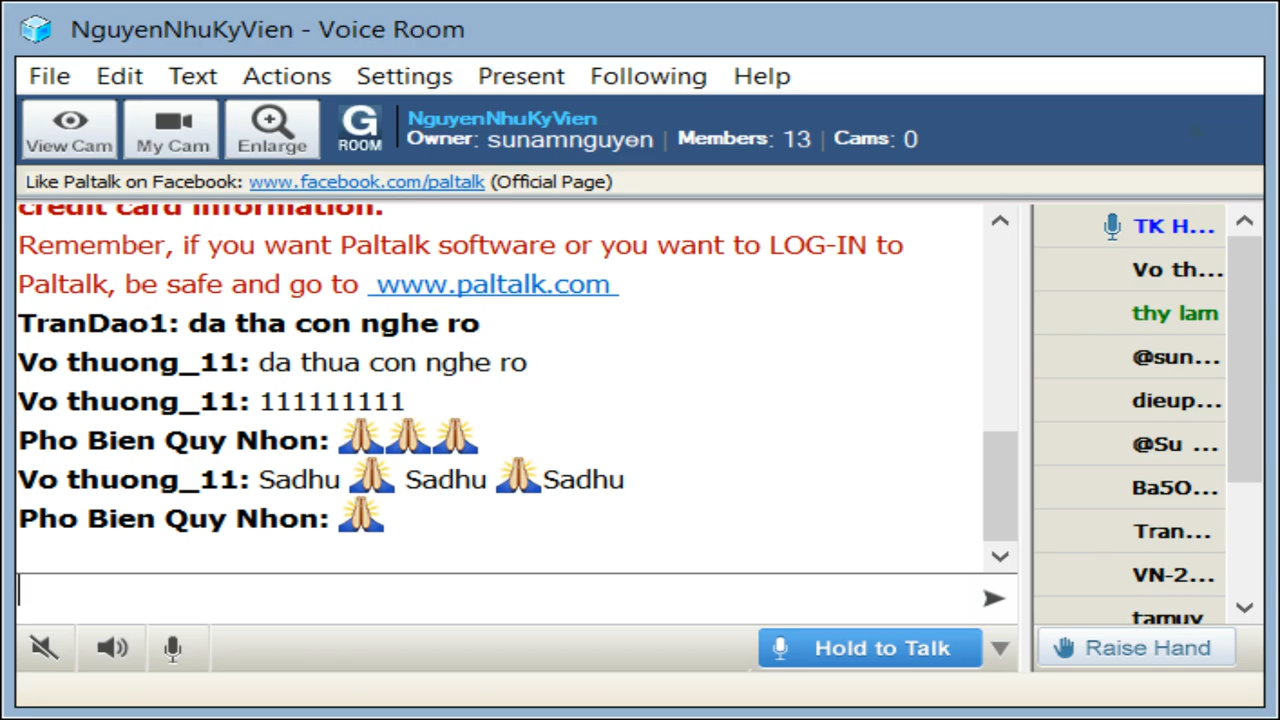 NguyenNhuKyVien - Voice Room
File Edit Text Actions Settings Present Following Help
View Cam My Cam Enlarge G ROOM
NguyenNhuKyVien
Owner: sunamnguyen | Members: 13 | Cams: 0
Like Paltalk on Facebook: www.facebook.com/paltalk (Official Page)
credit card information.
Remember, if you want Paltalk software or you want to LOG-IN to
Paltalk, be safe and go to www.paltalk.com
TranDao1: da tha con nghe ro
Vo thuong_11: da thua con nghe ro
Vo thuong_11: 111111111
Pho Bien Quy Nhon: 🙏🙏🙏
Vo thuong_11: Sadhu 🙏 Sadhu 🙏Sadhu
Pho Bien Quy Nhon: 🙏
TK H...
Vo th...
thy lam
@sun...
dieup...
@Su ...
Ba5O...
Tran...
VN-2...
tamuy
Hold to Talk
Raise Hand